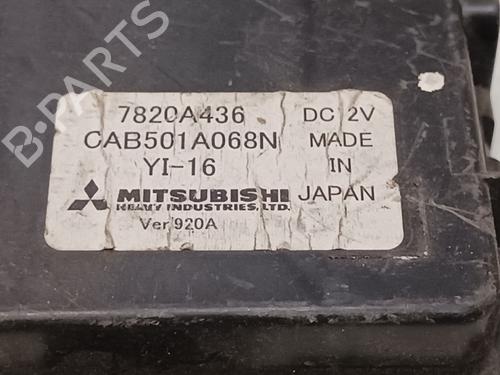 7820A436 DC 2V
CAB501A068N MADE
YI-16 IN
MITSUBISHI JAPAN
HEAVY INDUSTRIES, LTD.
Ver 920A
B-PARTS